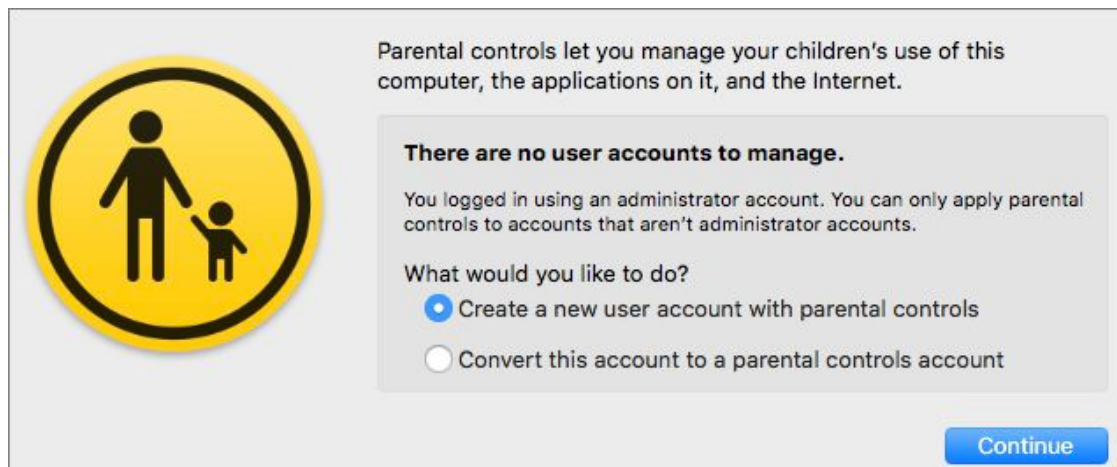 Parental controls let you manage your children’s use of this
computer, the applications on it, and the Internet.
There are no user accounts to manage.
You logged in using an administrator account. You can only apply parental
controls to accounts that aren’t administrator accounts.
What would you like to do?
Create a new user account with parental controls
Convert this account to a parental controls account
Continue